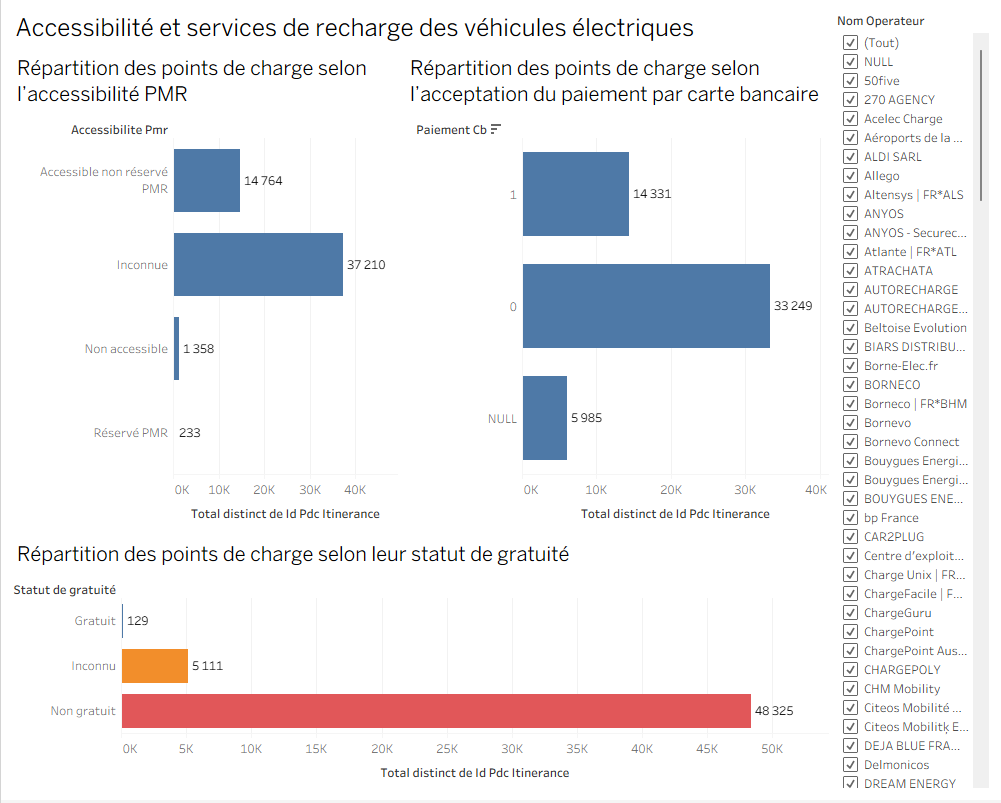 Accessibilité et services de recharge des véhicules électriques
Répartition des points de charge selon
l'accessibilité PMR
Accessibilite Pmr
Accessible non réservé
PMR
14 764
Inconnue
37 210
Non accessible
1 358
Réservé PMR
233
0K 10K 20K 30K 40K
Total distinct de Id Pdc Itinerance
Répartition des points de charge selon
l'acceptation du paiement par carte bancaire
Paiement Cb
1
14 331
0
33 249
NULL
5 985
0K 10K 20K 30K 40K
Total distinct de Id Pdc Itinerance
Répartition des points de charge selon leur statut de gratuité
Statut de gratuité
Gratuit
129
Inconnu
5 111
Non gratuit
48 325
0K 5K 10K 15K 20K 25K 30K 35K 40K 45K 50K
Total distinct de Id Pdc Itinerance
Nom Operateur
(Tout)
NULL
50five
270 AGENCY
Acelec Charge
Aéroports de la ...
ALDI SARL
Allego
Altensys | FR*ALS
ANYOS
ANYOS - Securec...
Atlante | FR*ATL
ATRACHATA
AUTORECHARGE
AUTORECHARGE...
Beltoise Evolution
BIARS DISTRIBU...
Borne-Elec.fr
BORNECO
Borneco | FR*BHM
Bornevo
Bornevo Connect
Bouygues Energi...
Bouygues Energi...
BOUYGUES ENE...
bp France
CAR2PLUG
Centre d'exploit...
Charge Unix | FR...
ChargeFacile | F...
ChargeGuru
ChargePoint
ChargePoint Aus...
CHARGEPOLY
CHM Mobility
Citeos Mobilité ...
Citeos Mobilitķ E...
DEJA BLUE FRA...
Delmonicos
DREAM ENERGY